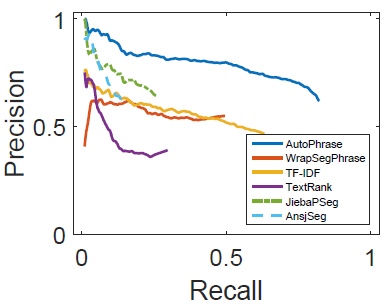 1
Precision
0.5
AutoPhrase
WrapSegPhrase
TF-IDF
TextRank
JiebaPSeg
AnsjSeg
0
0
0.5
1
Recall